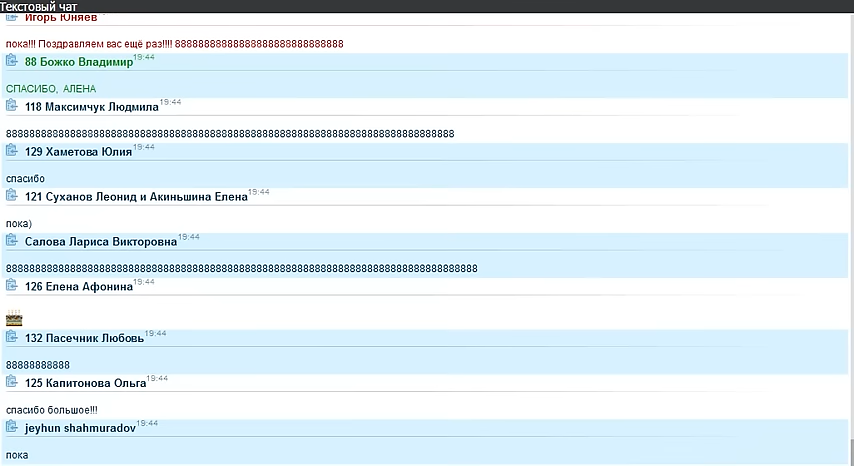 Текстовый чат
Игорь Юняев
пока!!! Поздравляем вас ещё раз!!!! 88888888888888888888888888888
88 Божко Владимир 19:44
СПАСИБО, АЛЕНА
118 Максимчук Людмила 19:44
88888888888888888888888888888888888888888888888888888888888888888888888888888
129 Хаметова Юлия 19:44
спасибо
121 Суханов Леонид и Акиньшина Елена 19:44
пока)
Салова Лариса Викторовна 19:44
888888888888888888888888888888888888888888888888888888888888888888888888888888888
126 Елена Афонина 19:44
132 Пасечник Любовь 19:44
88888888888
125 Капитонова Ольга 19:44
спасибо большое!!!
jeyhun shahmuradov 19:44
пока